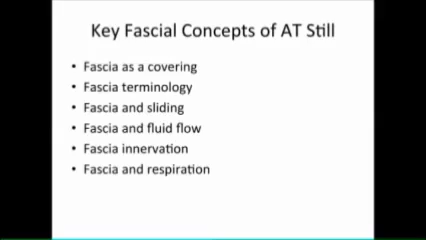 Key Fascial Concepts of AT Still
• Fascia as a covering
• Fascia terminology
• Fascia and sliding
• Fascia and fluid flow
• Fascia innervation
• Fascia and respiration